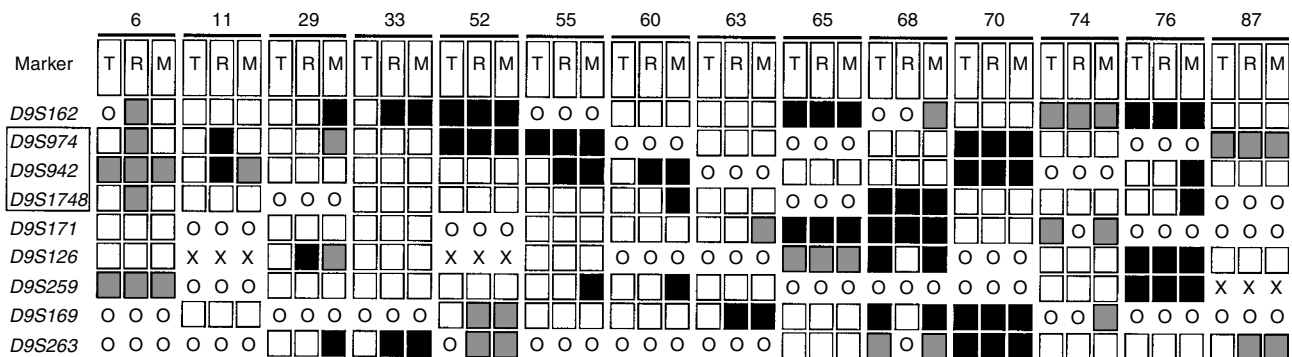 6 11 29 33 52 55 60 63 65 68 70 74 76 87
Marker T R M T R M T R M T R M T R M T R M T R M T R M T R M T R M T R M T R M T R M T R M
D9S162 O O O O O O
D9S974 O O O O O O
D9S942 O O O O O O
D9S1748 O O O O O O O O O
D9S171 O O O O O O O O O O O O O
D9S126 X X X X X X O O O O O O O O O
D9S259 O O O O O O O O O O O O O O O X X X
D9S169 O O O O O O O O O O O O O O O O O O
D9S263 O O O O O O O O O O O O O O O O